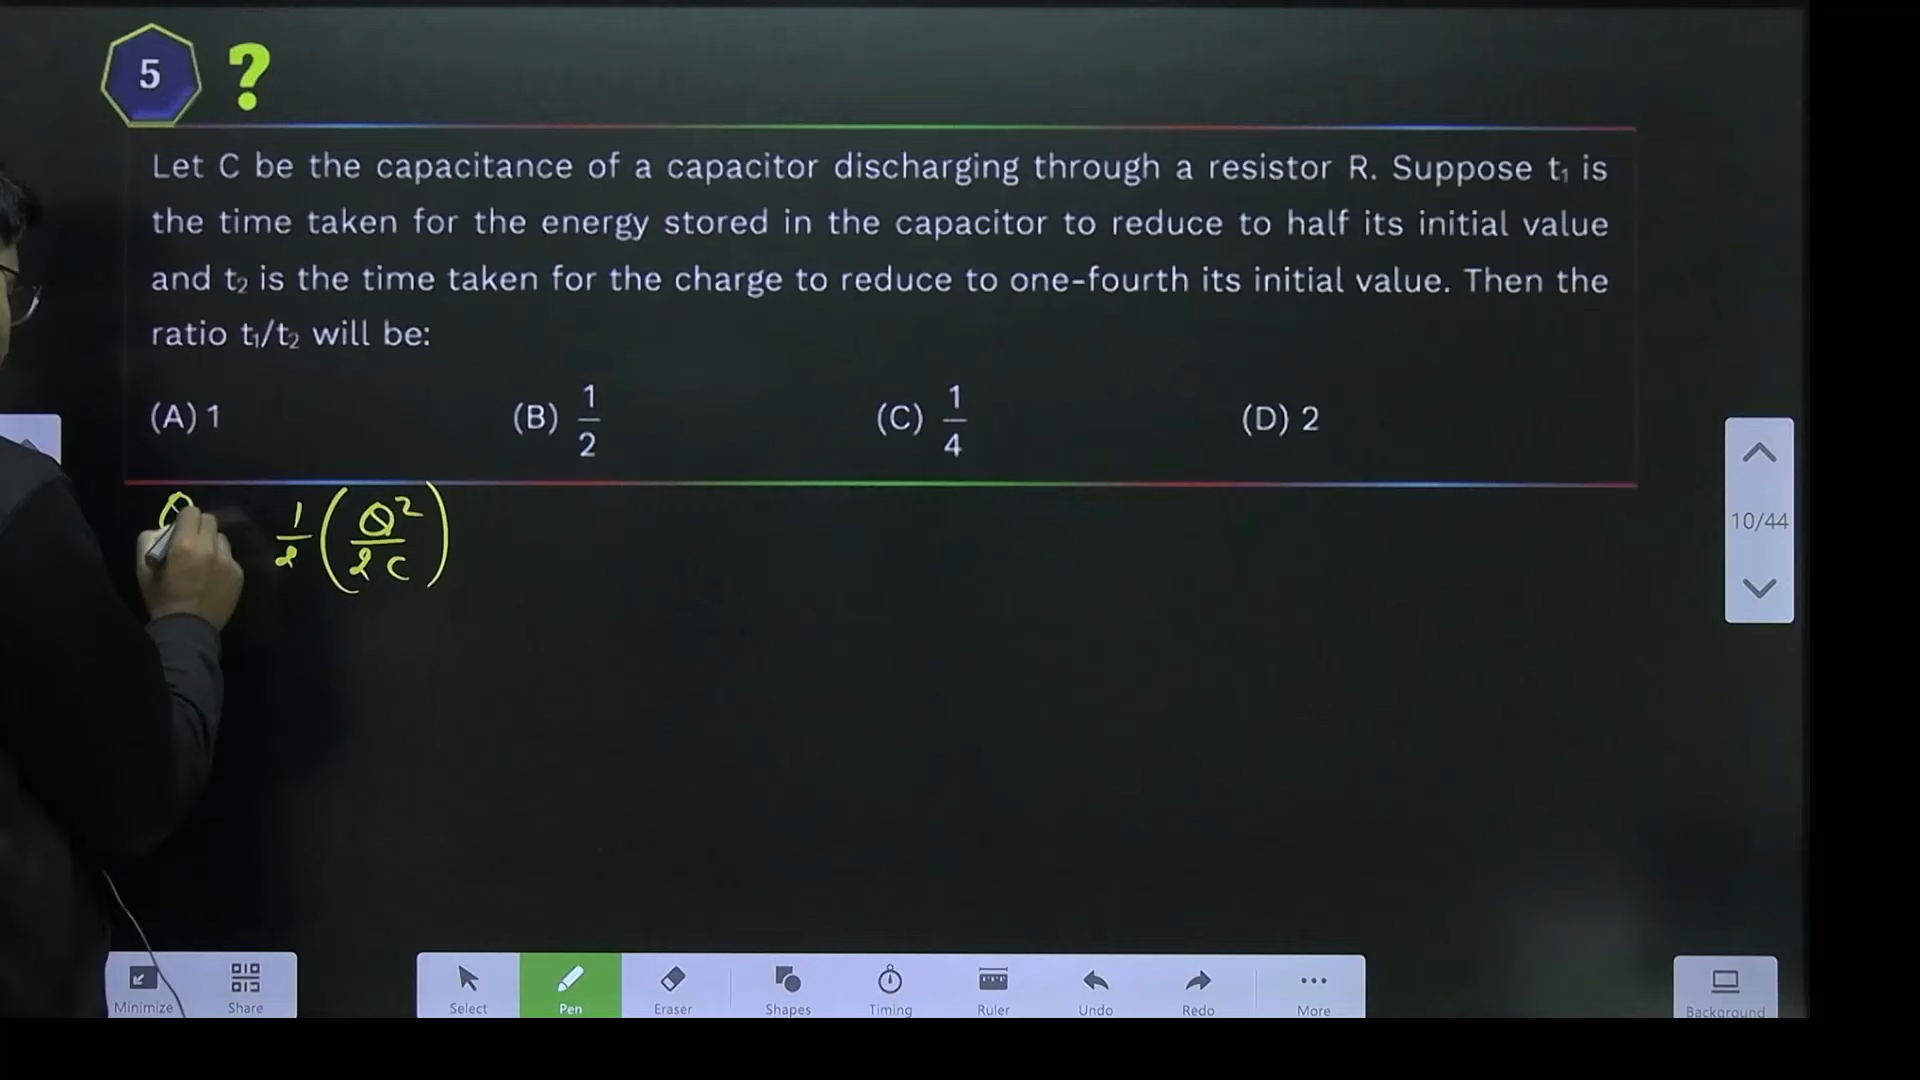 5 ?
Let C be the capacitance of a capacitor discharging through a resistor R. Suppose t₁ is
the time taken for the energy stored in the capacitor to reduce to half its initial value
and t₂ is the time taken for the charge to reduce to one-fourth its initial value. Then the
ratio t₁/t₂ will be:
(A) 1 (B) 1/2 (C) 1/4 (D) 2
1/2 (Q²/2C)
10/44
Minimize Share Select Pen Eraser Shapes Timing Ruler Undo Redo More Background